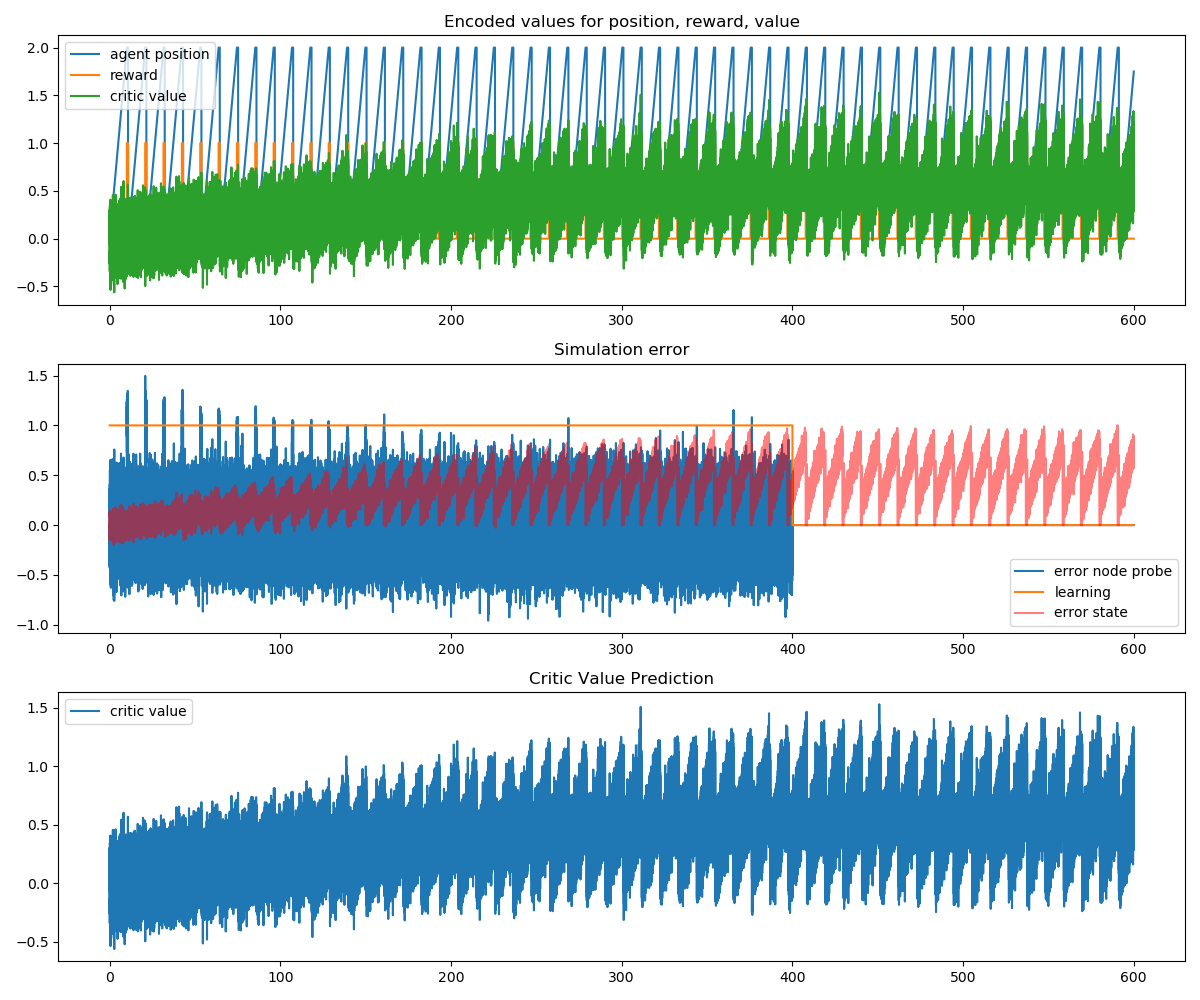 Encoded values for position, reward, value
2.0
1.5
1.0
0.5
0.0
−0.5
agent position
reward
critic value
0 100 200 300 400 500 600
Simulation error
1.5
1.0
0.5
0.0
−0.5
−1.0
error node probe
learning
error state
0 100 200 300 400 500 600
Critic Value Prediction
1.5
1.0
0.5
0.0
−0.5
critic value
0 100 200 300 400 500 600